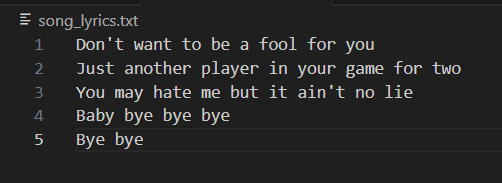 song_lyrics.txt
1 Don't want to be a fool for you
2 Just another player in your game for two
3 You may hate me but it ain't no lie
4 Baby bye bye bye
5 Bye bye